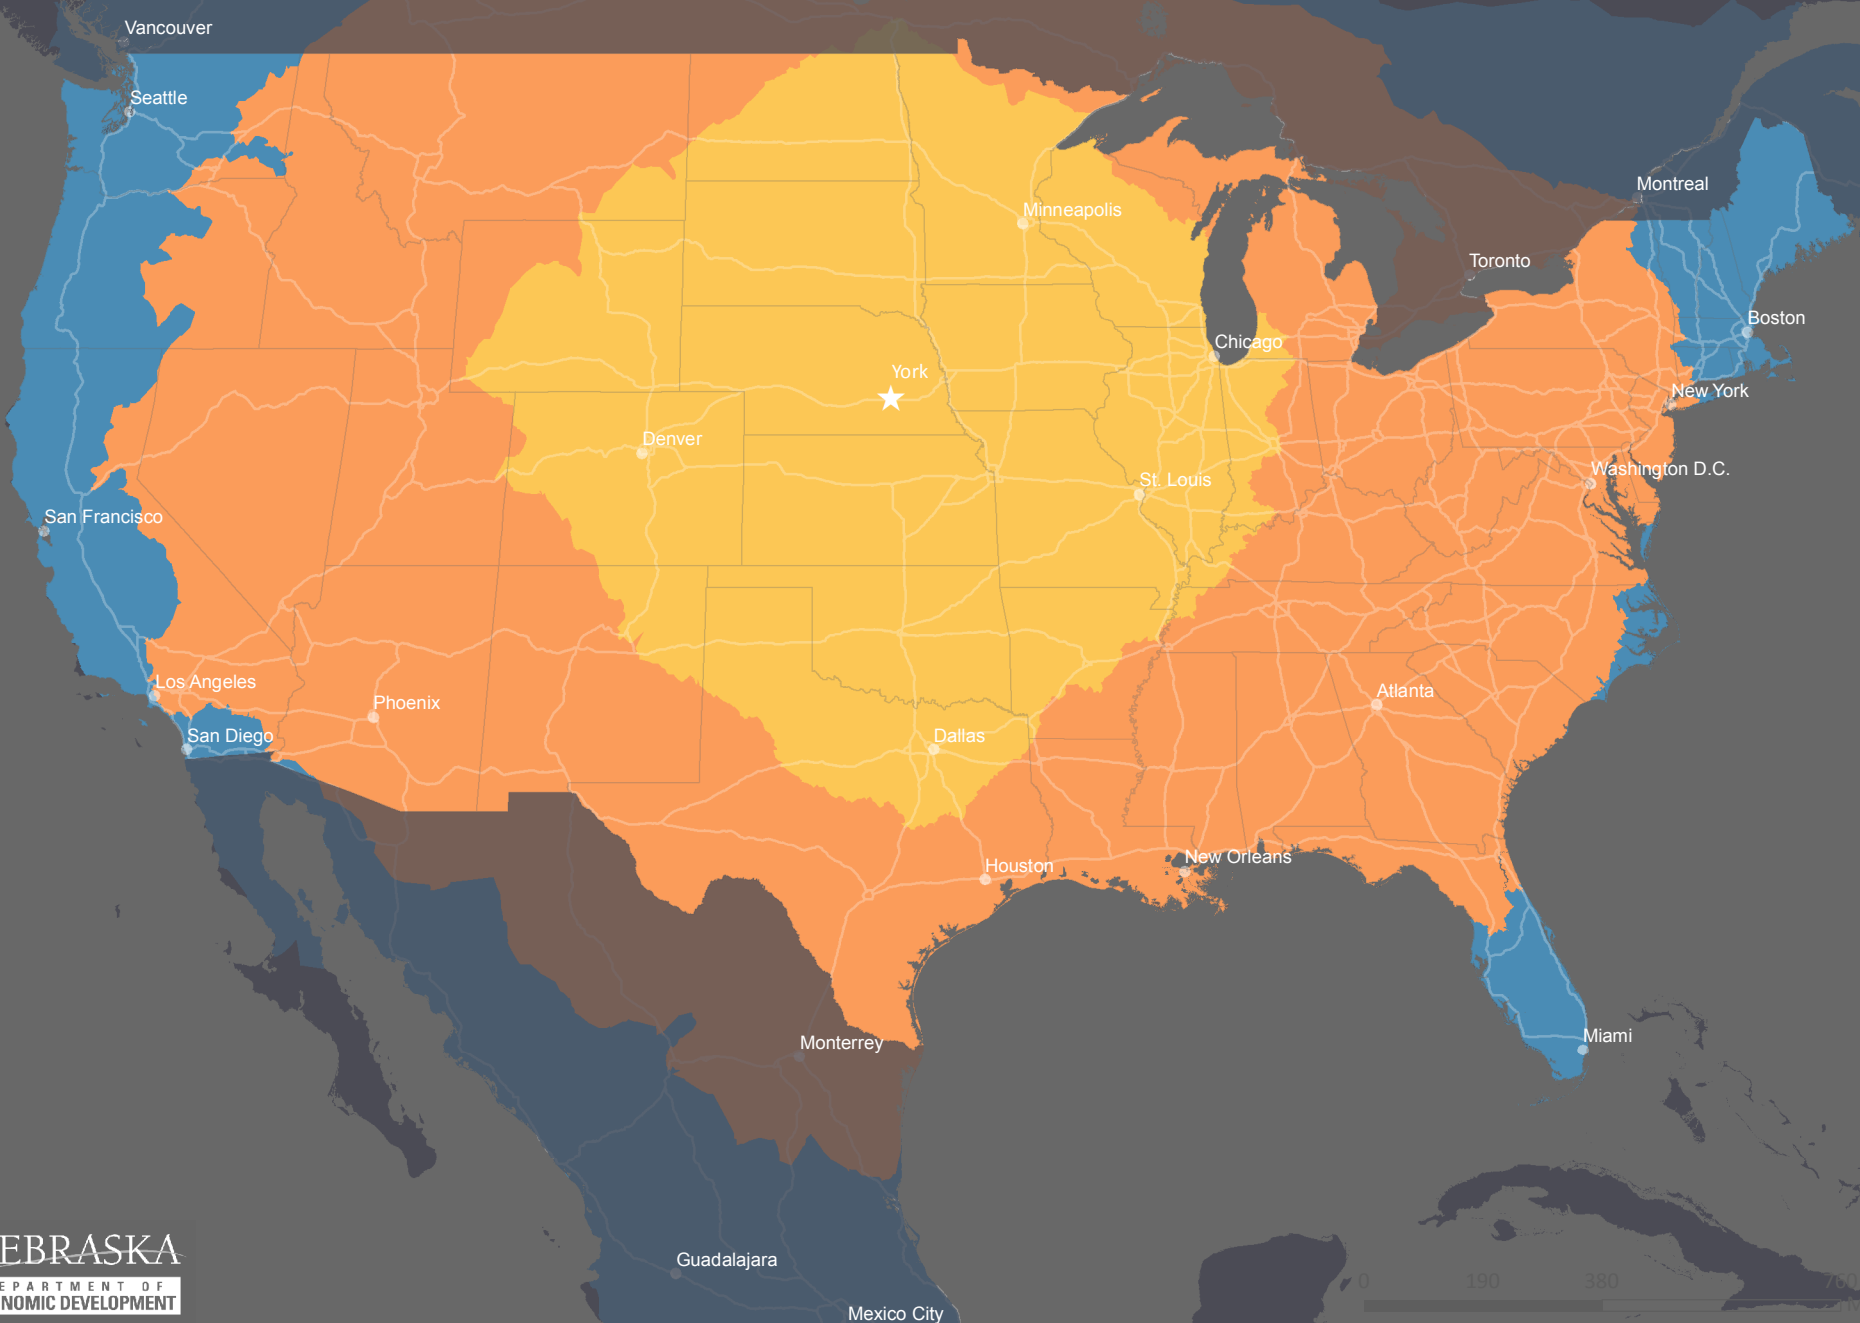 Vancouver
Seattle
Montreal
Minneapolis
Toronto
Boston
Chicago
York
New York
Denver
Washington D.C.
St. Louis
San Francisco
Los Angeles
Phoenix
Atlanta
San Diego
Dallas
New Orleans
Houston
Miami
Monterrey
EBRASKA
EPARTMENT OF
NOMIC DEVELOPMENT
Guadalajara
0 190 380 760
Mexico City